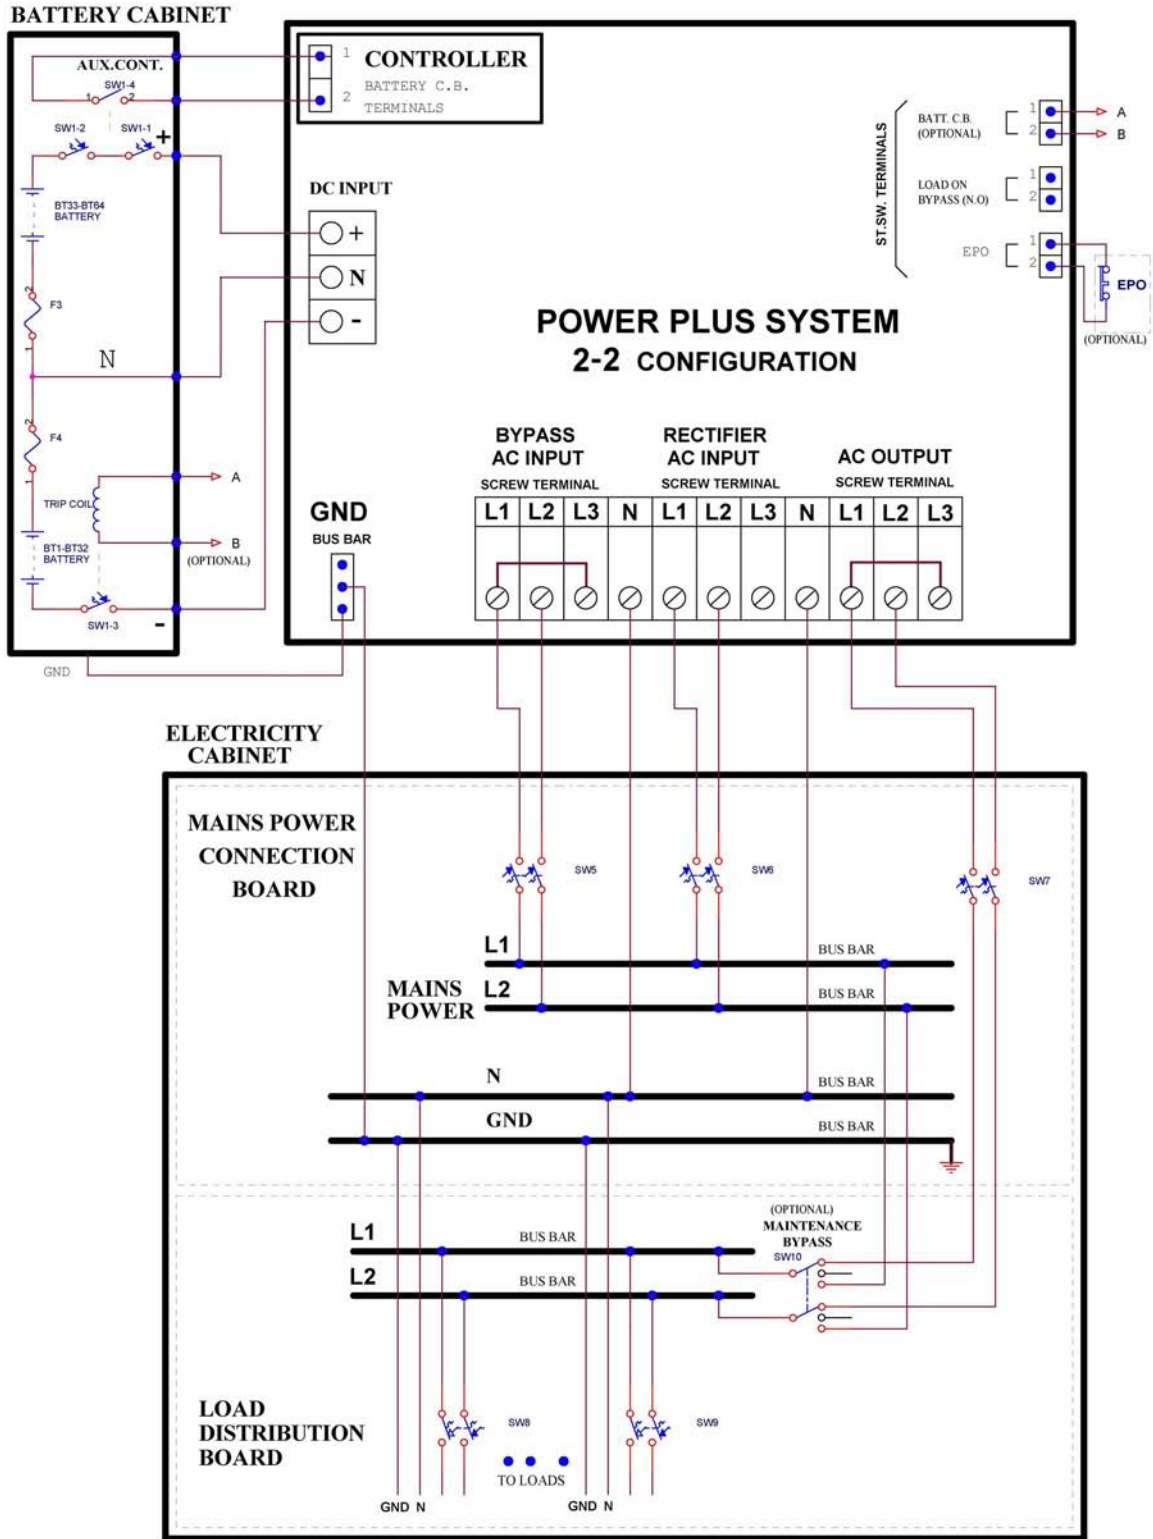 BATTERY CABINET
AUX.CONT.
SW1-4
1 2
SW1-2 SW1-1
+
BT33-BT64
BATTERY
2
F3
1
N
2
F4
1
TRIP COIL
A
B
(OPTIONAL)
BT1-BT32
BATTERY
SW1-3
-
GND
1 CONTROLLER
2 BATTERY C.B.
TERMINALS
DC INPUT
+
N
-
ST.SW. TERMINALS
BATT. C.B.
(OPTIONAL)
1
2
A
B
LOAD ON
BYPASS (N.O)
1
2
EPO
1
2
EPO
(OPTIONAL)
POWER PLUS SYSTEM
2-2 CONFIGURATION
BYPASS
AC INPUT
SCREW TERMINAL
RECTIFIER
AC INPUT
SCREW TERMINAL
AC OUTPUT
SCREW TERMINAL
L1 L2 L3 N L1 L2 L3 N L1 L2 L3
GND
BUS BAR
ELECTRICITY
CABINET
MAINS POWER
CONNECTION
BOARD
SW5
SW6
SW7
L1 BUS BAR
MAINS
POWER
L2 BUS BAR
N BUS BAR
GND BUS BAR
(OPTIONAL)
MAINTENANCE
BYPASS
SW10
L1 BUS BAR
L2 BUS BAR
LOAD
DISTRIBUTION
BOARD
SW8
SW9
TO LOADS
GND N
GND N